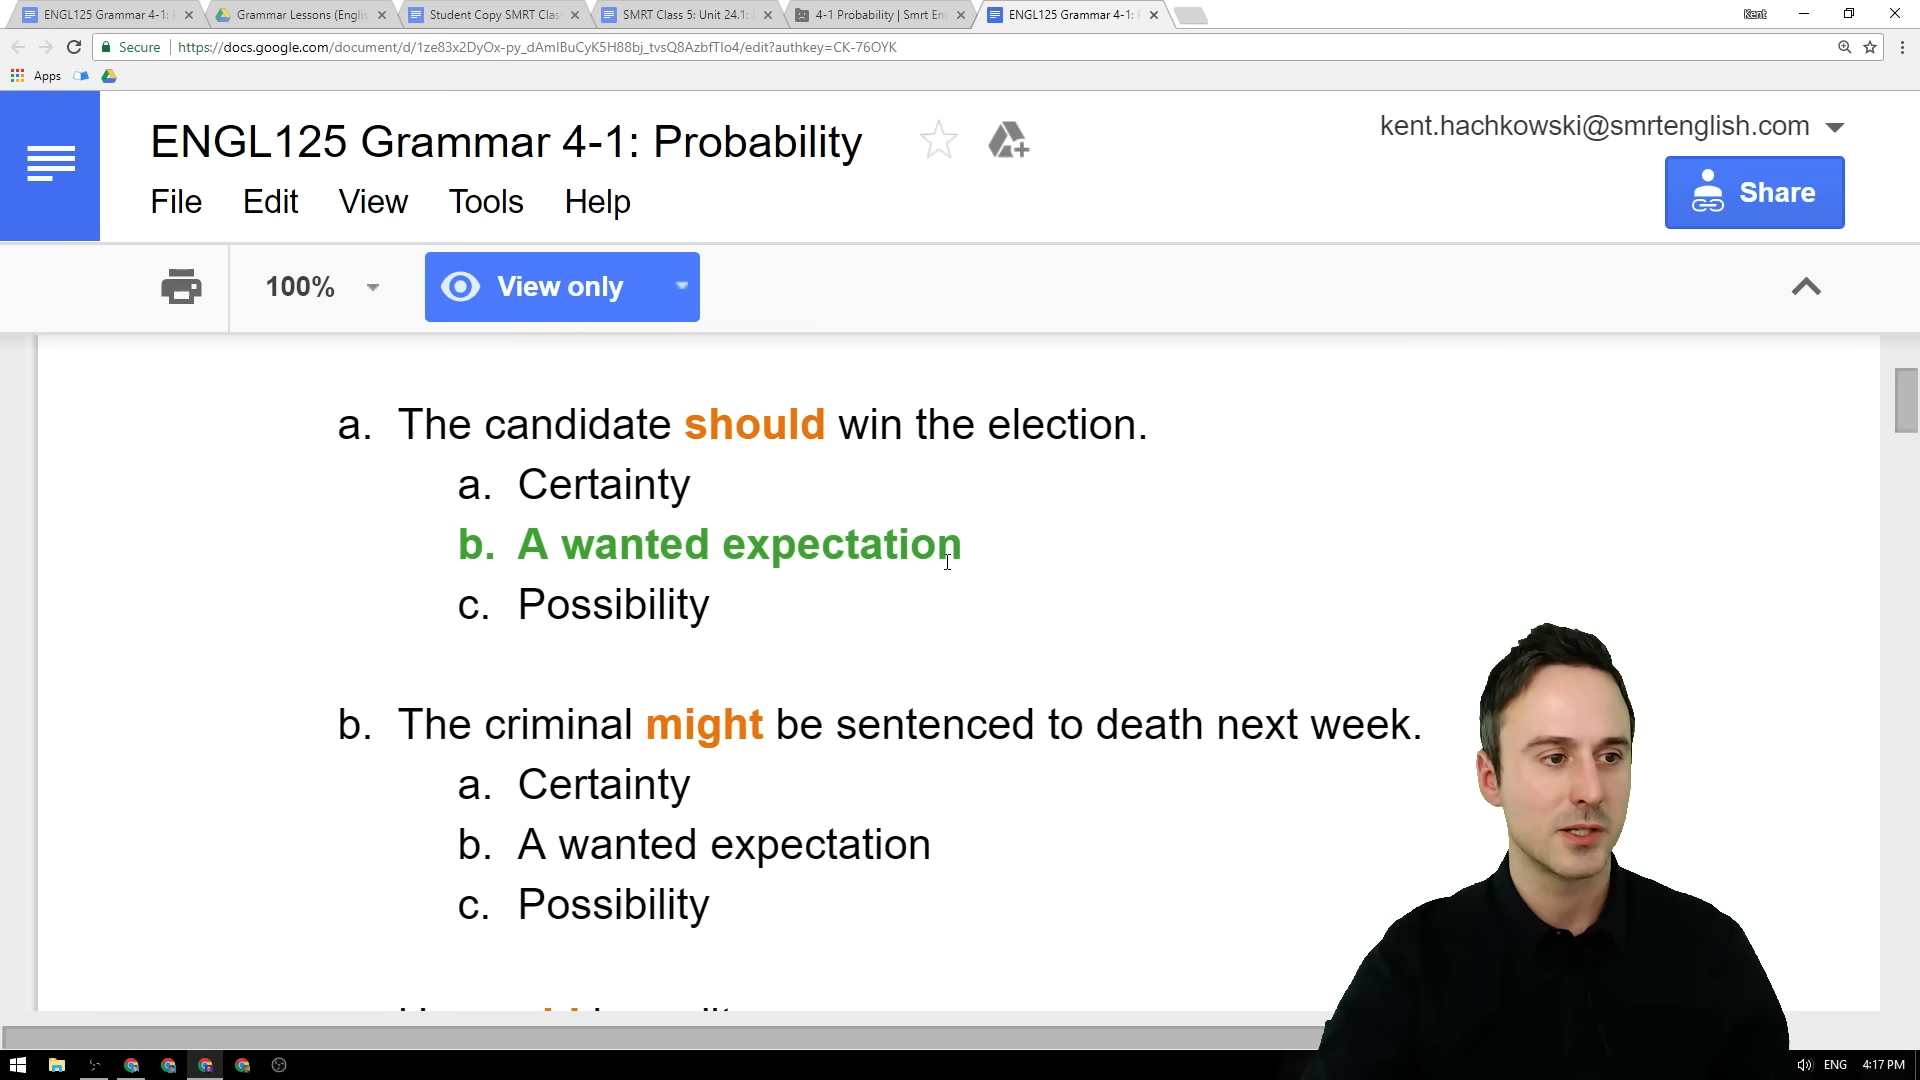 ENGL125 Grammar 4-1:
Grammar Lessons (Englis
Student Copy SMRT Clas
SMRT Class 5: Unit 24.1:
4-1 Probability | Smrt En
ENGL125 Grammar 4-1:
Kent
Secure
https://docs.google.com/document/d/1ze83x2DyOx-py_dAmIBuCyK5H88bj_tvsQ8AzbfTIo4/edit?authkey=CK-76OYK
Apps
ENGL125 Grammar 4-1: Probability
kent.hachkowski@smrtenglish.com
File Edit View Tools Help
Share
100%
View only
a. The candidate should win the election.
a. Certainty
b. A wanted expectation
c. Possibility
b. The criminal might be sentenced to death next week.
a. Certainty
b. A wanted expectation
c. Possibility
ENG
4:17 PM